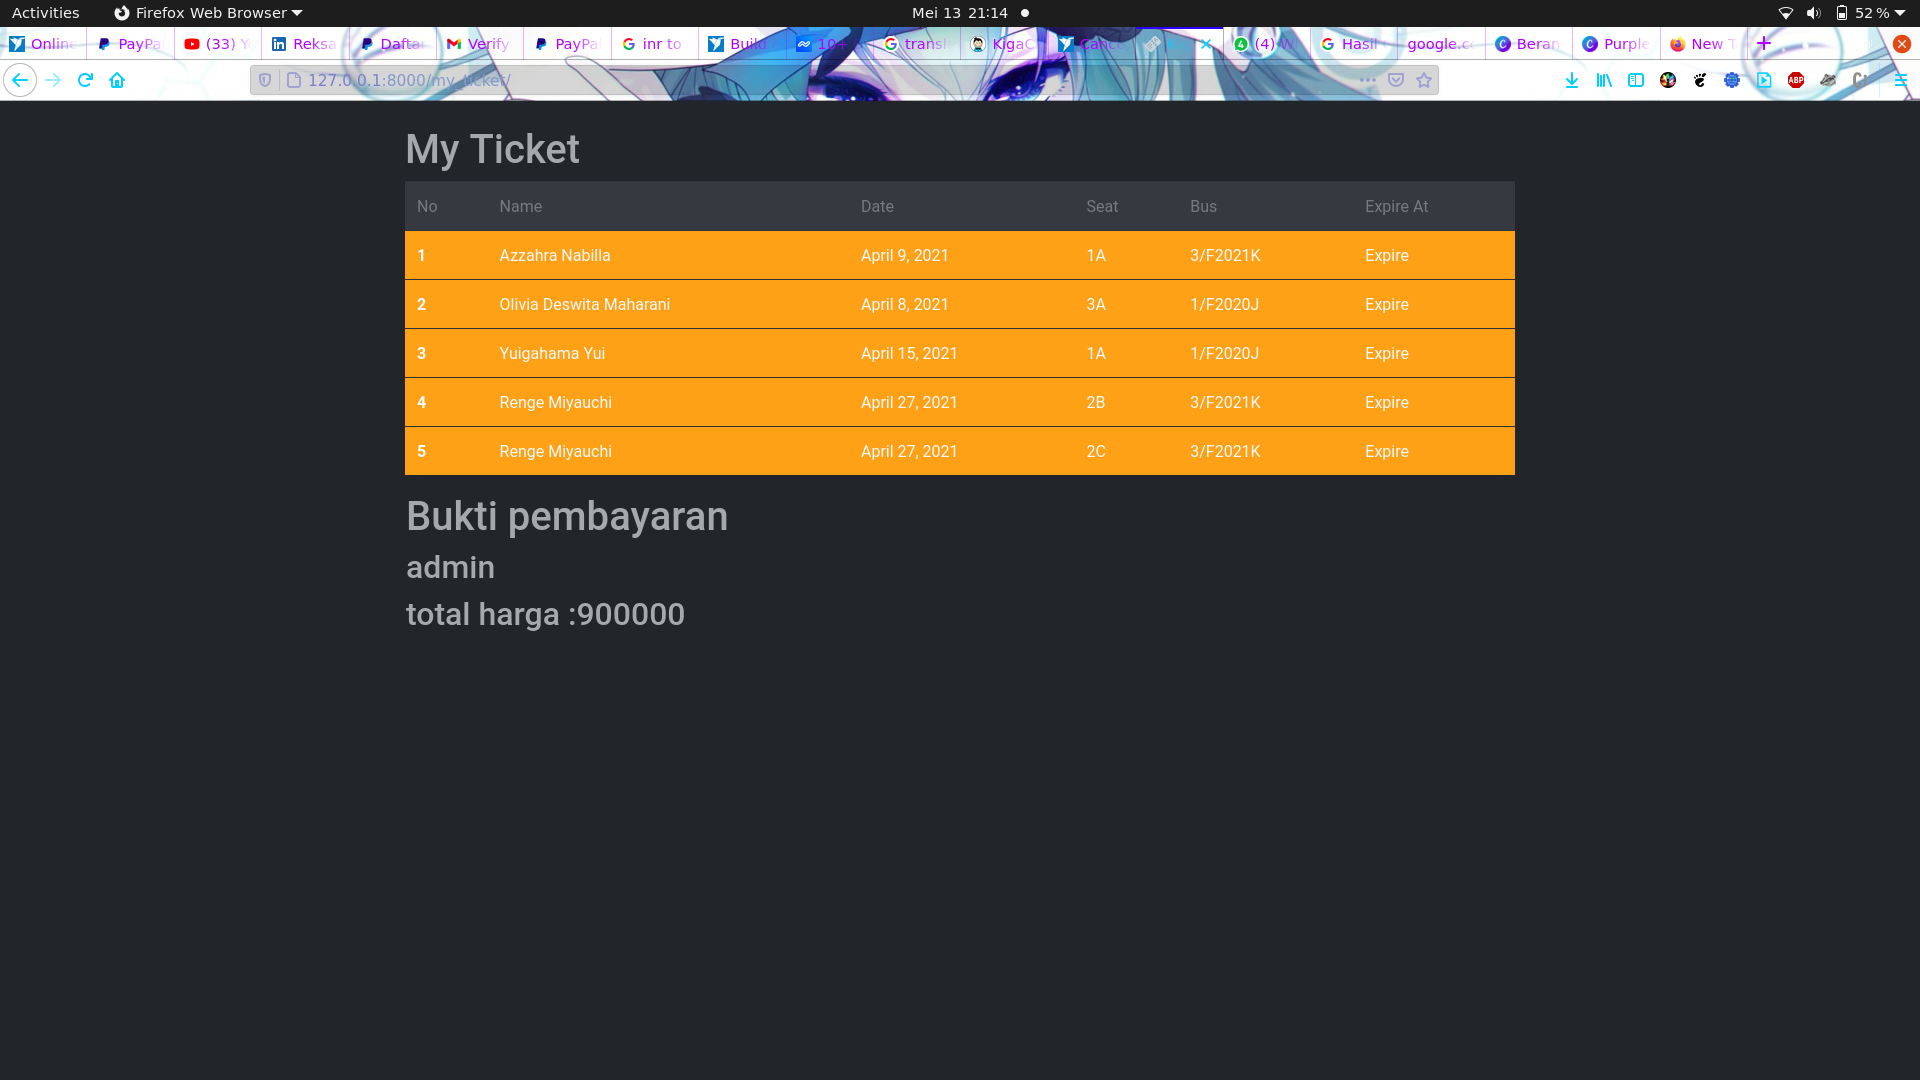 Activities Firefox Web Browser Mei 13 21:14 52 %
Onlin PayPa (33) Y Reksa Dafta Verify PayPa inr to Build 10+ transl KigaC Cance (4) W Hasil google.c Beran Purple New T
127.0.0.1:8000/my_ticket/ ABP
My Ticket
No Name Date Seat Bus Expire At
1 Azzahra Nabilla April 9, 2021 1A 3/F2021K Expire
2 Olivia Deswita Maharani April 8, 2021 3A 1/F2020J Expire
3 Yuigahama Yui April 15, 2021 1A 1/F2020J Expire
4 Renge Miyauchi April 27, 2021 2B 3/F2021K Expire
5 Renge Miyauchi April 27, 2021 2C 3/F2021K Expire
Bukti pembayaran
admin
total harga :900000